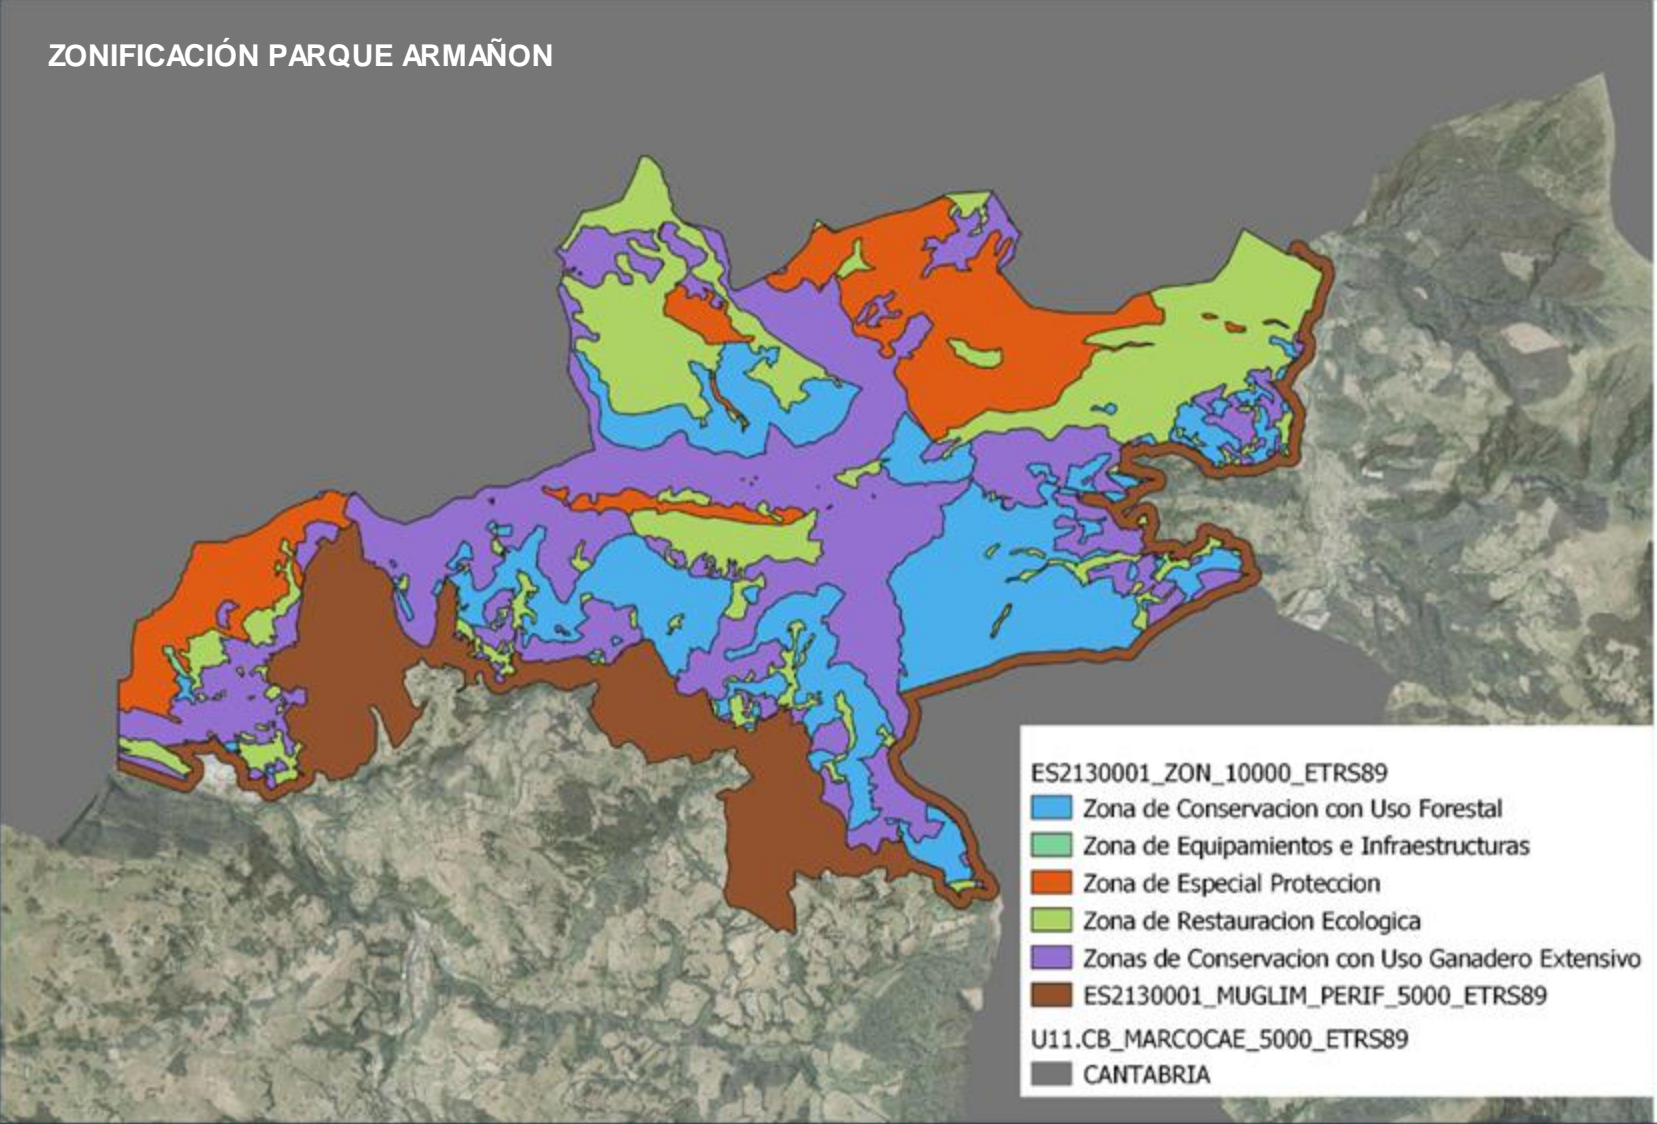 ZONIFICACIÓN PARQUE ARMAÑON
ES2130001_ZON_10000_ETRS89
Zona de Conservacion con Uso Forestal
Zona de Equipamientos e Infraestructuras
Zona de Especial Proteccion
Zona de Restauracion Ecologica
Zonas de Conservacion con Uso Ganadero Extensivo
ES2130001_MUGLIM_PERIF_5000_ETRS89
U11.CB_MARCOCAE_5000_ETRS89
CANTABRIA